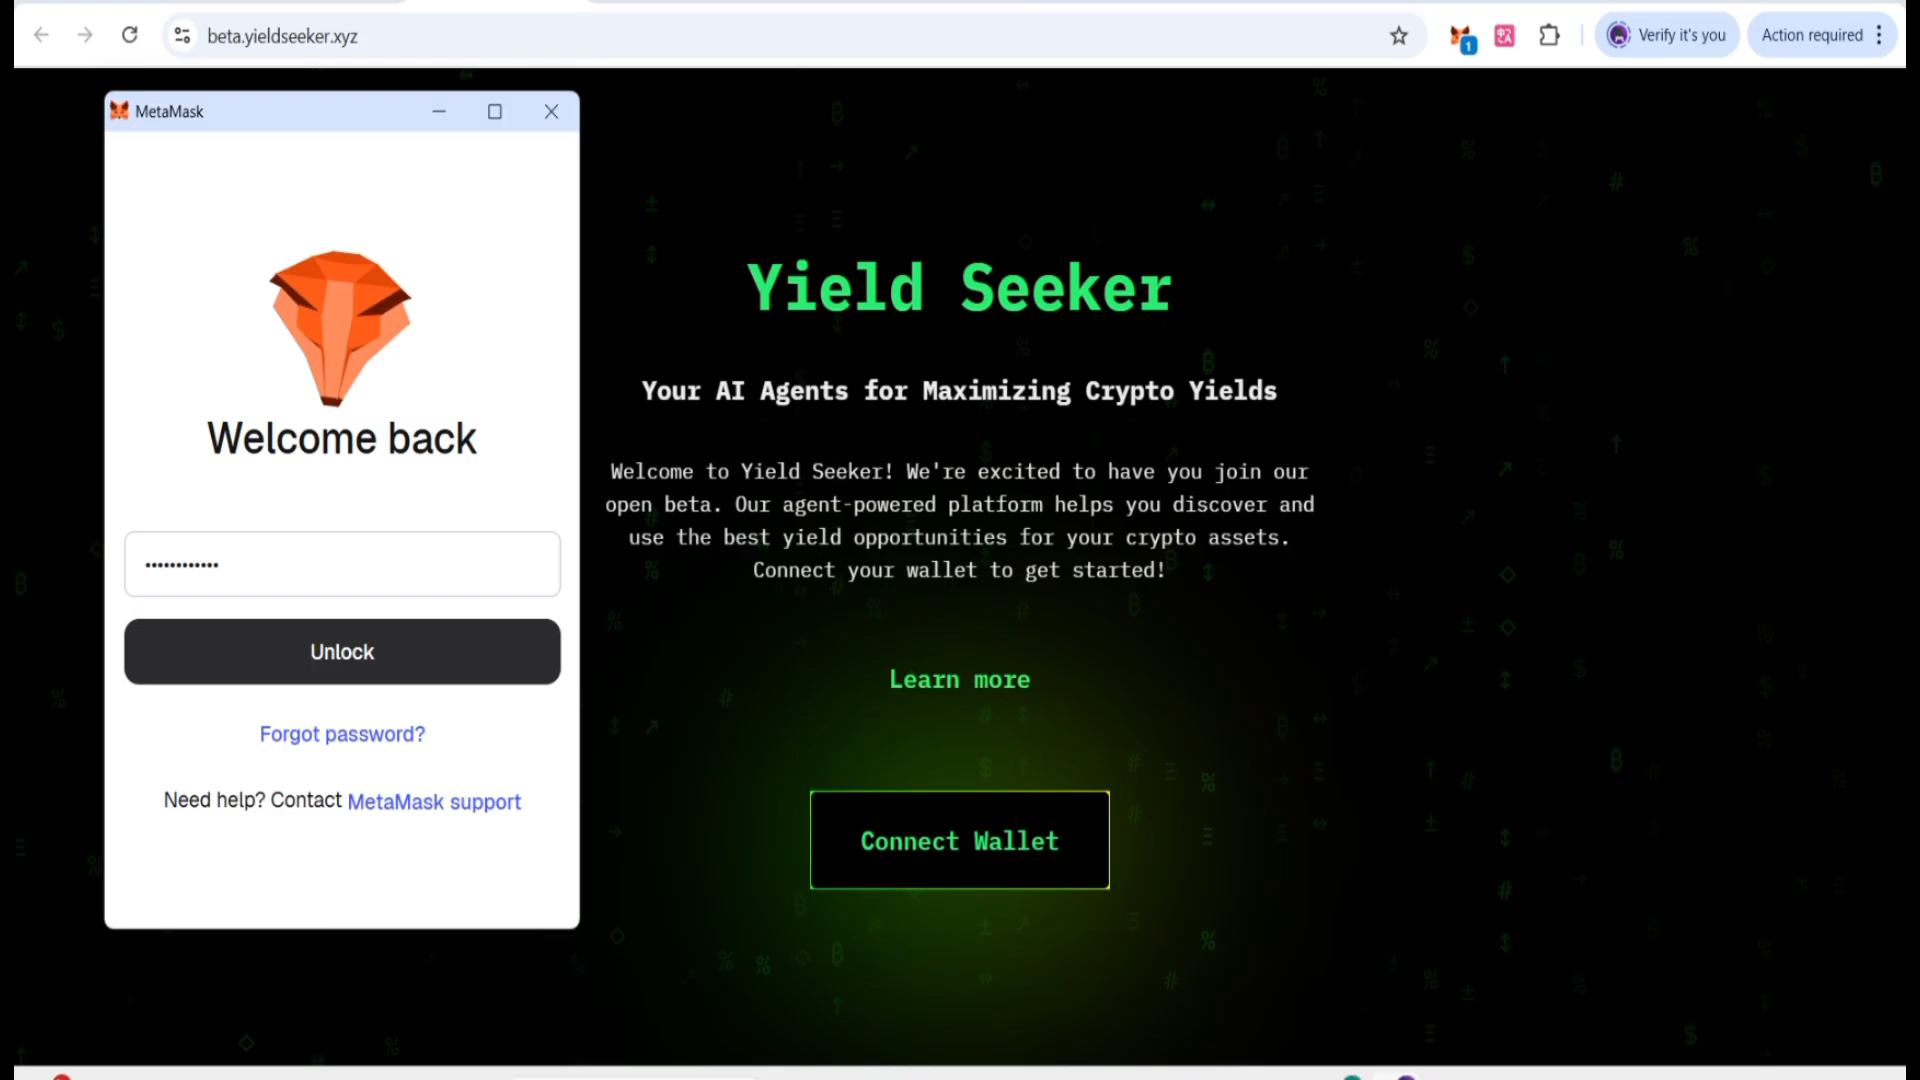 beta.yieldseeker.xyz
1
Verify it's you
Action required
MetaMask
Welcome back
••••••••••••
Unlock
Forgot password?
Need help? Contact MetaMask support
Yield Seeker
Your AI Agents for Maximizing Crypto Yields
Welcome to Yield Seeker! We're excited to have you join our
open beta. Our agent-powered platform helps you discover and
use the best yield opportunities for your crypto assets.
Connect your wallet to get started!
Learn more
Connect Wallet